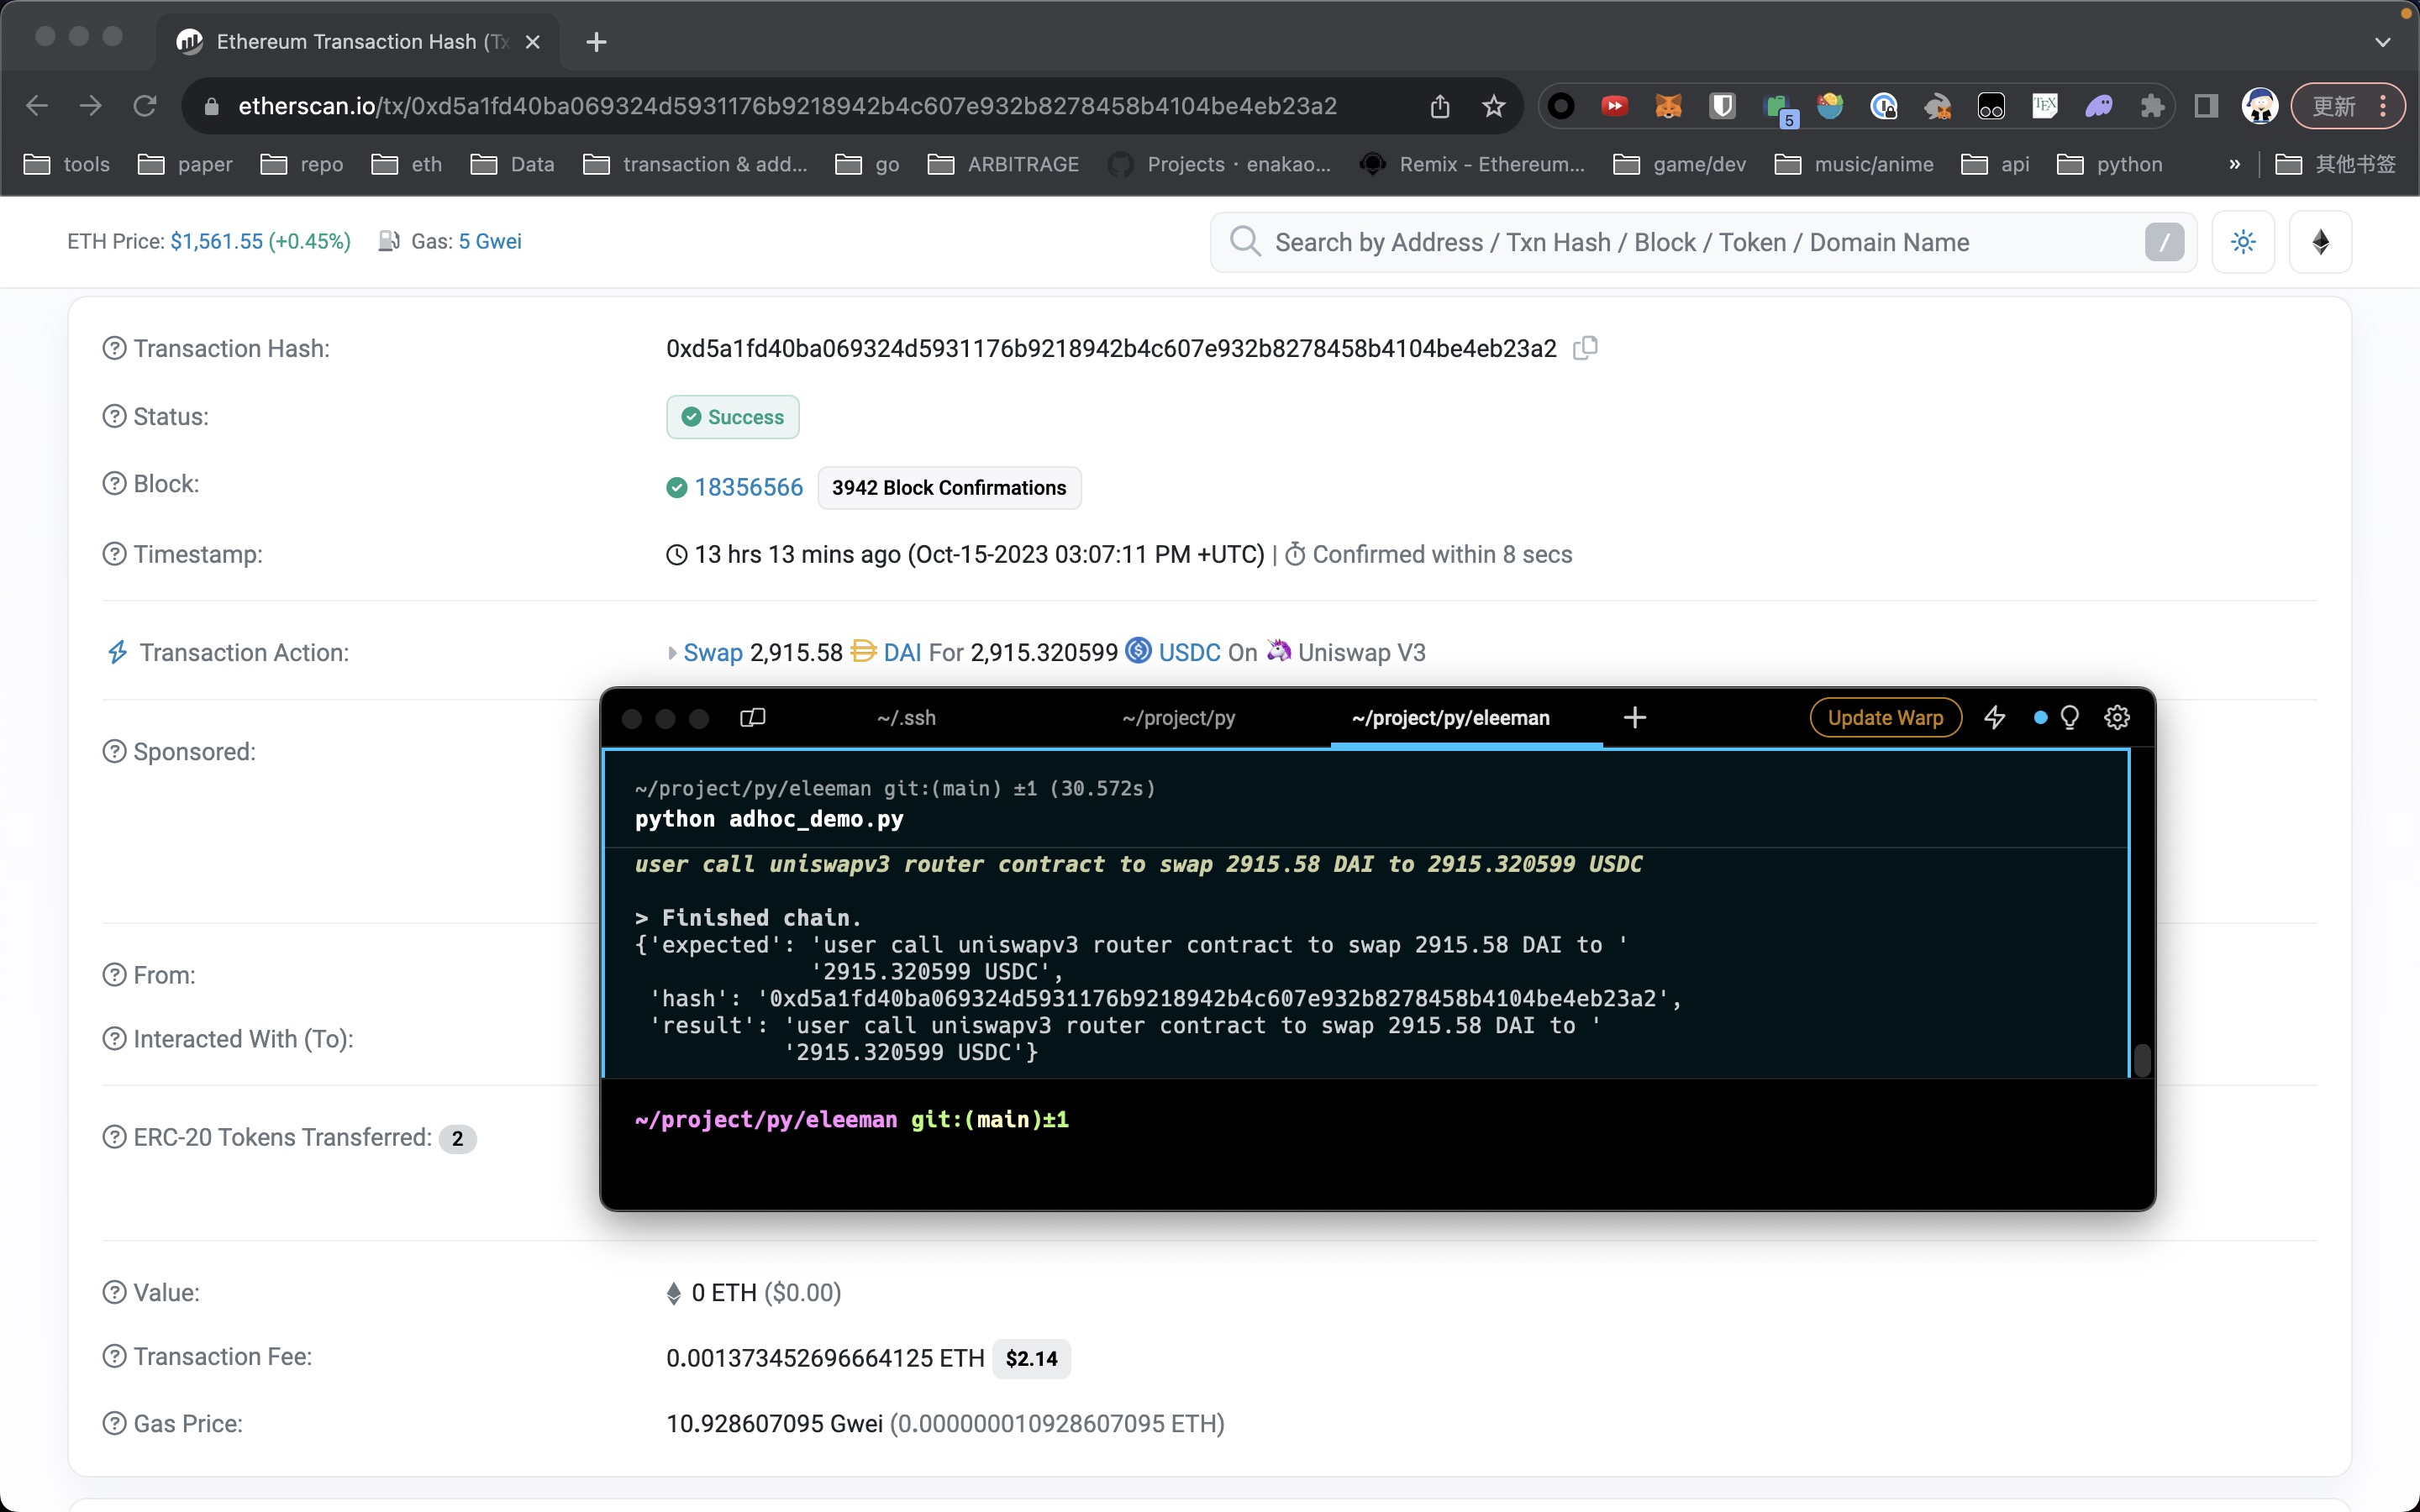 Ethereum Transaction Hash (Tx
etherscan.io/tx/0xd5a1fd40ba069324d5931176b9218942b4c607e932b8278458b4104be4eb23a2
5
TEX
更新
tools paper repo eth Data transaction & add... go ARBITRAGE Projects · enakao... Remix - Ethereum... game/dev music/anime api python » 其他书签
ETH Price: $1,561.55 (+0.45%) Gas: 5 Gwei
Search by Address / Txn Hash / Block / Token / Domain Name /
Transaction Hash: 0xd5a1fd40ba069324d5931176b9218942b4c607e932b8278458b4104be4eb23a2
Status: Success
Block: 18356566 3942 Block Confirmations
Timestamp: 13 hrs 13 mins ago (Oct-15-2023 03:07:11 PM +UTC) | Confirmed within 8 secs
Transaction Action: Swap 2,915.58 DAI For 2,915.320599 USDC On Uniswap V3
Sponsored:
From:
Interacted With (To):
ERC-20 Tokens Transferred: 2
~/.ssh ~/project/py ~/project/py/eleeman Update Warp
~/project/py/eleeman git:(main) ±1 (30.572s)
python adhoc_demo.py
user call uniswapv3 router contract to swap 2915.58 DAI to 2915.320599 USDC
> Finished chain.
{'expected': 'user call uniswapv3 router contract to swap 2915.58 DAI to '
'2915.320599 USDC',
'hash': '0xd5a1fd40ba069324d5931176b9218942b4c607e932b8278458b4104be4eb23a2',
'result': 'user call uniswapv3 router contract to swap 2915.58 DAI to '
'2915.320599 USDC'}
~/project/py/eleeman git:(main)±1
Value: 0 ETH ($0.00)
Transaction Fee: 0.001373452696664125 ETH $2.14
Gas Price: 10.928607095 Gwei (0.000000010928607095 ETH)